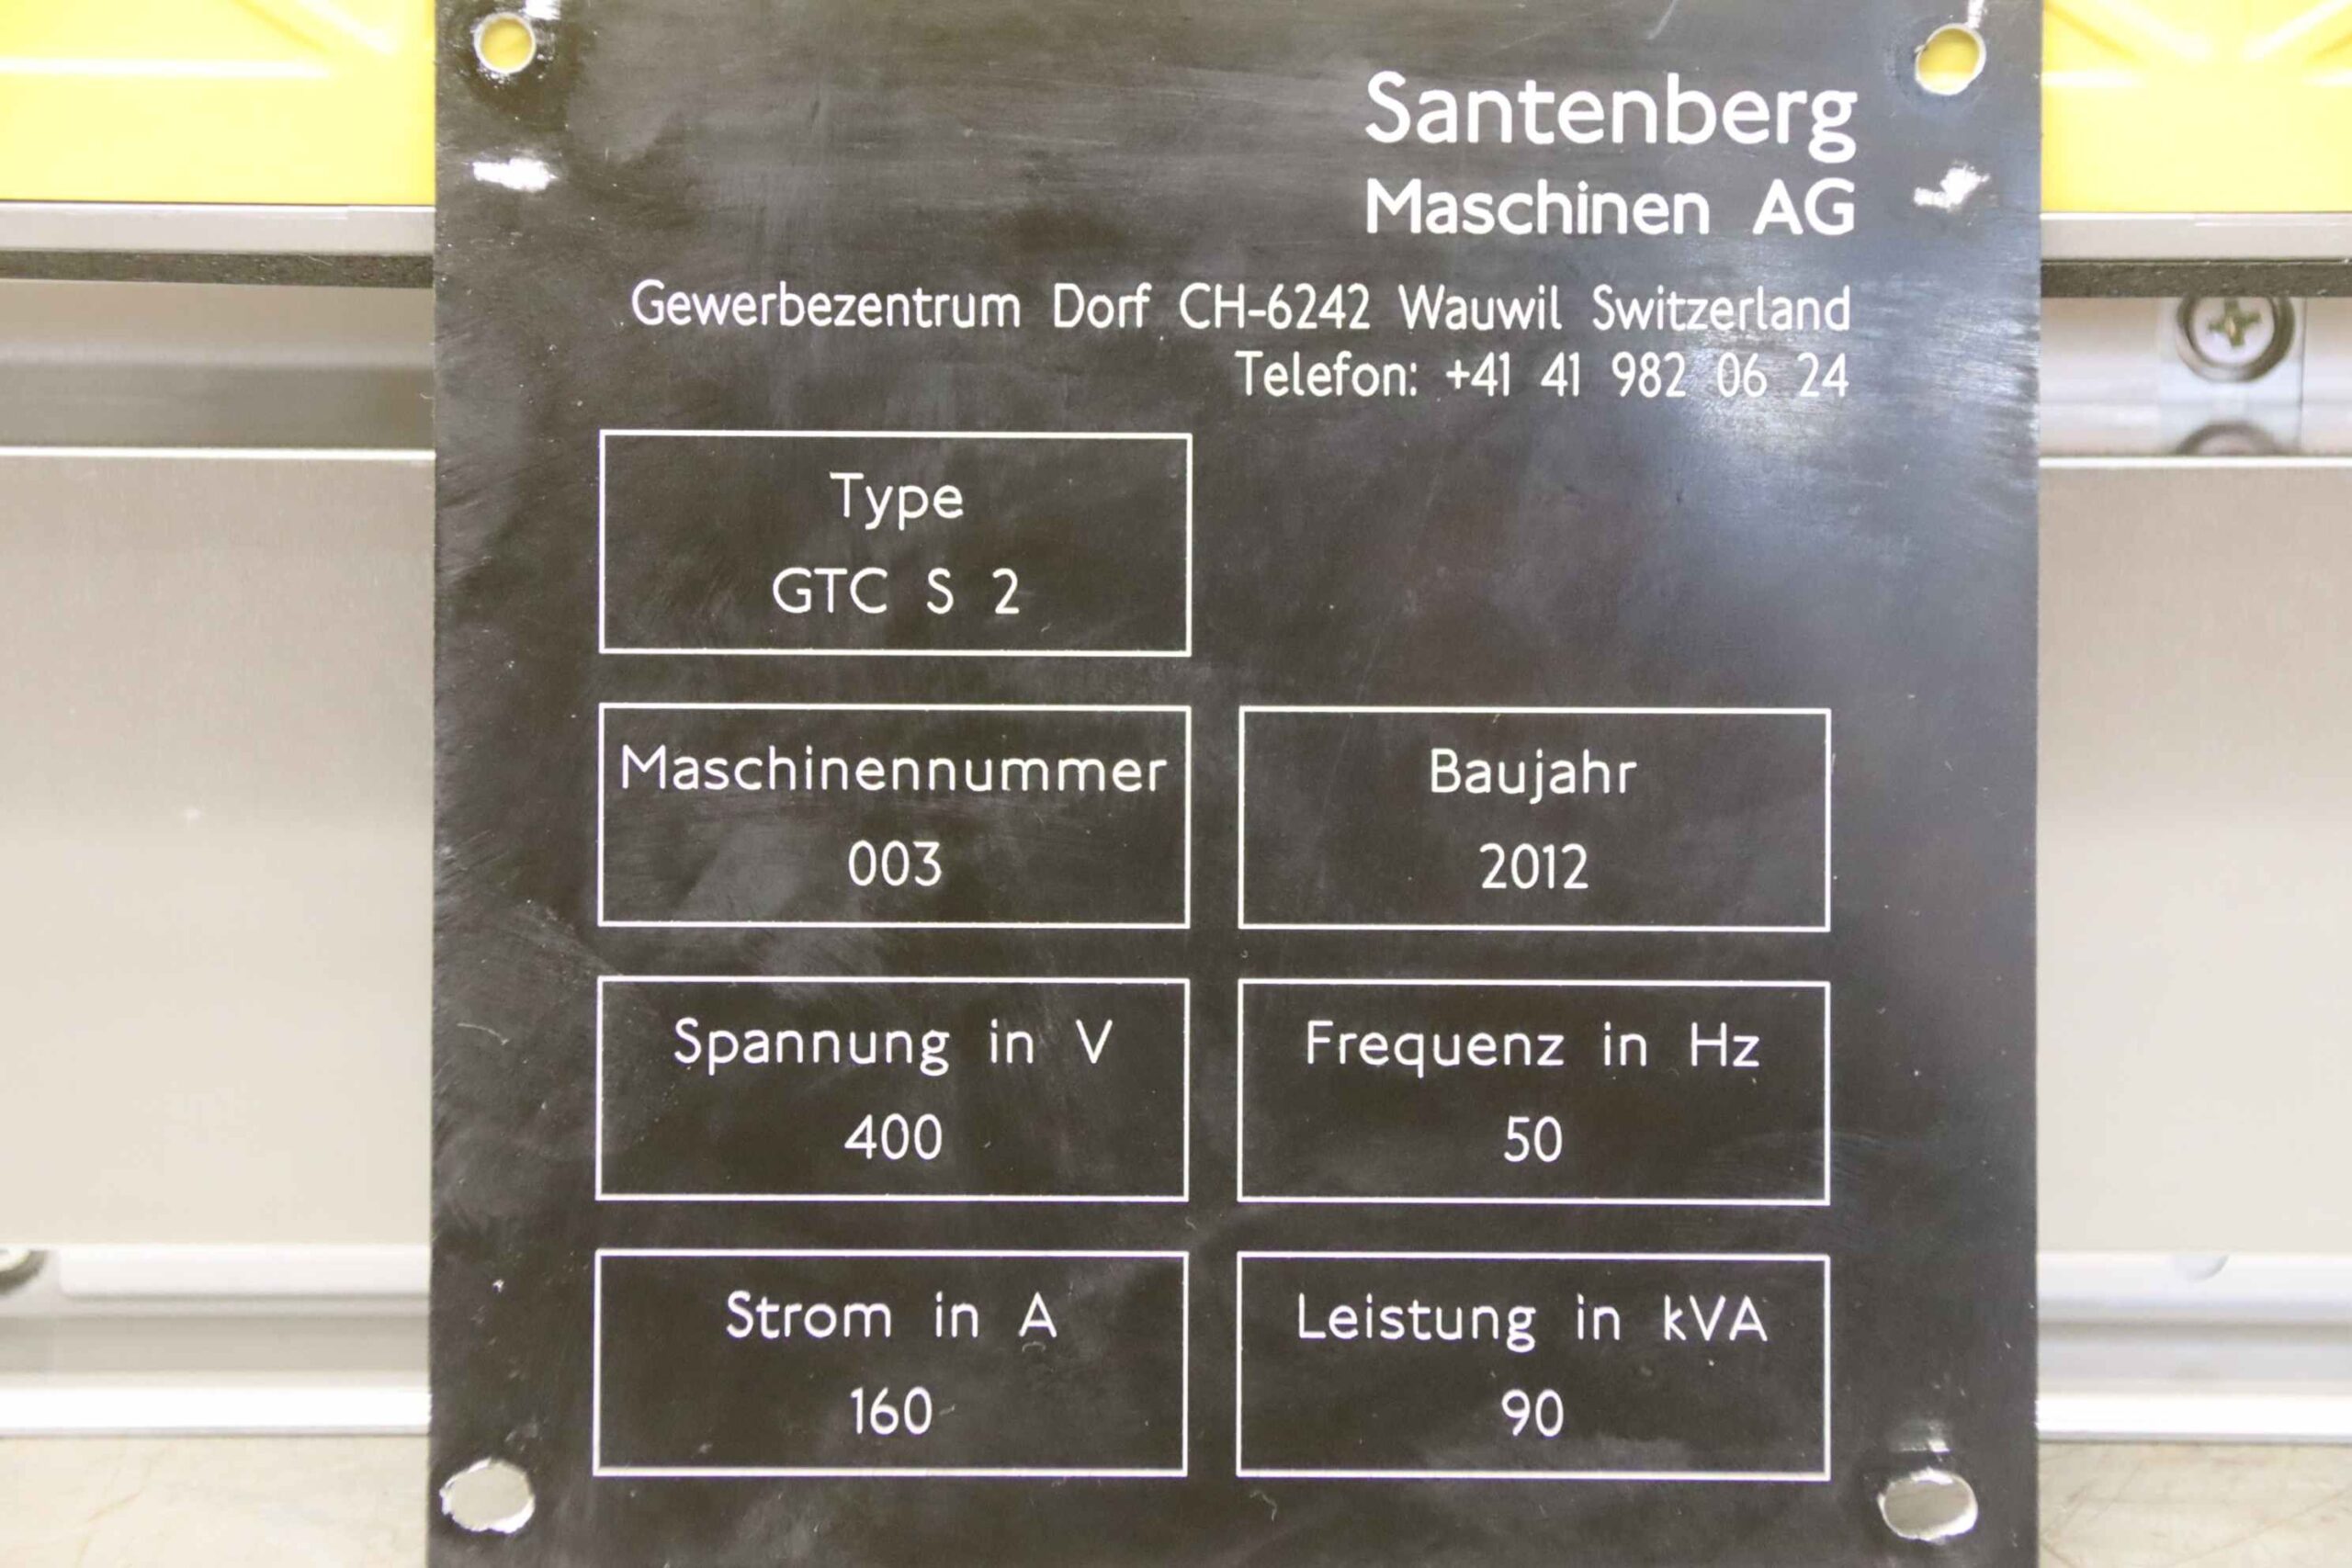 Santenberg
Maschinen AG
Gewerbezentrum Dorf CH-6242 Wauwil Switzerland
Telefon: +41 41 982 06 24
Type
GTC S 2
Maschinennummer
003
Baujahr
2012
Spannung in V
400
Frequenz in Hz
50
Strom in A
160
Leistung in kVA
90